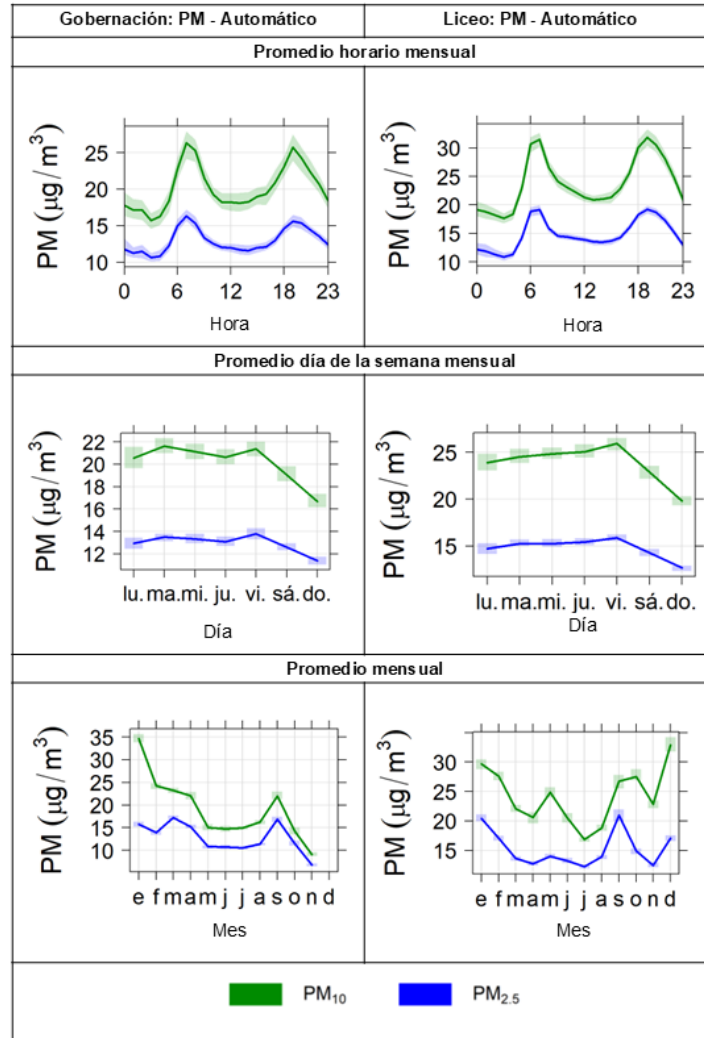 Gobernación: PM - Automático
Liceo: PM - Automático
Promedio horario mensual
PM (μg/m³)
25
20
15
10
0 6 12 18 23
Hora
PM (μg/m³)
30
25
20
15
10
0 6 12 18 23
Hora
Promedio día de la semana mensual
PM (μg/m³)
22
20
18
16
14
12
lu. ma. mi. ju. vi. sá. do.
Día
PM (μg/m³)
25
20
15
lu. ma. mi. ju. vi. sá. do.
Día
Promedio mensual
PM (μg/m³)
35
30
25
20
15
10
e f m a m j j a s o n d
Mes
PM (μg/m³)
30
25
20
15
e f m a m j j a s o n d
Mes
PM₁₀
PM₂.₅